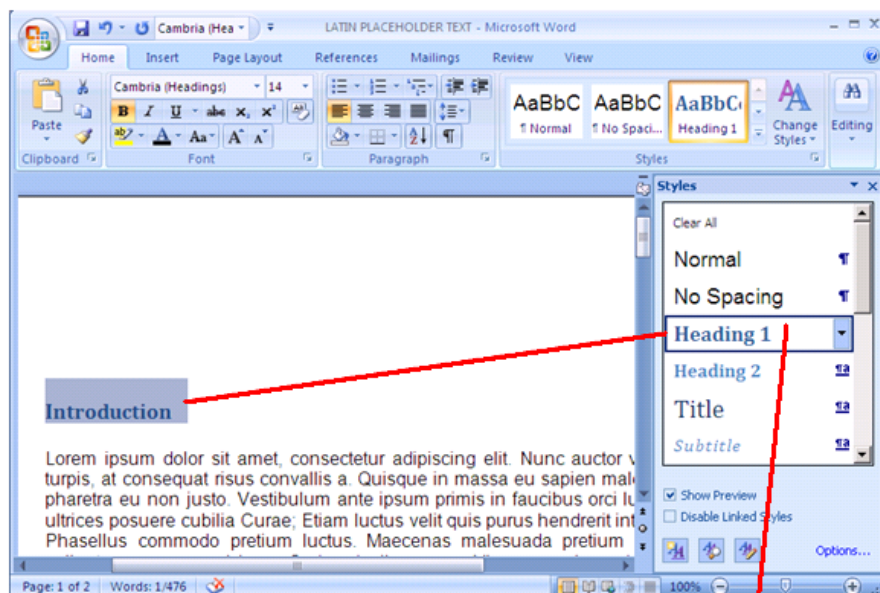 Cambria (Hea
LATIN PLACEHOLDER TEXT - Microsoft Word
Home Insert Page Layout References Mailings Review View
Cambria (Headings) 14
B I U abe x, x²
ab A Aa A A
AaBbC AaBbC AaBbC
Paste
¶ Normal ¶ No Spaci... Heading 1 Change Styles Editing
Clipboard Font Paragraph Styles
Styles
Clear All
Normal ¶
No Spacing ¶
Heading 1
Heading 2 ¶a
Title ¶a
Subtitle ¶a
Show Preview
Disable Linked Styles
Options...
Introduction
Lorem ipsum dolor sit amet, consectetur adipiscing elit. Nunc auctor
turpis, at consequat risus convallis a. Quisque in massa eu sapien
pharetra eu non justo. Vestibulum ante ipsum primis in faucibus orci
ultrices posuere cubilia Curae; Etiam luctus velit quis purus hendrerit
Phasellus commodo pretium luctus. Maecenas malesuada pretium
Page: 1 of 2 Words: 1/476 100%